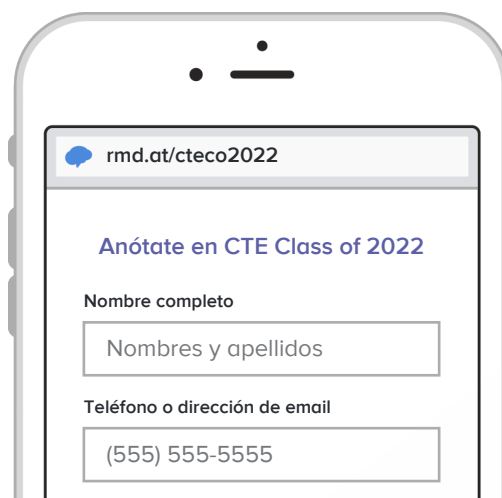 rmd.at/cteco2022
Anótate en CTE Class of 2022
Nombre completo
Nombres y apellidos
Teléfono o dirección de email
(555) 555-5555